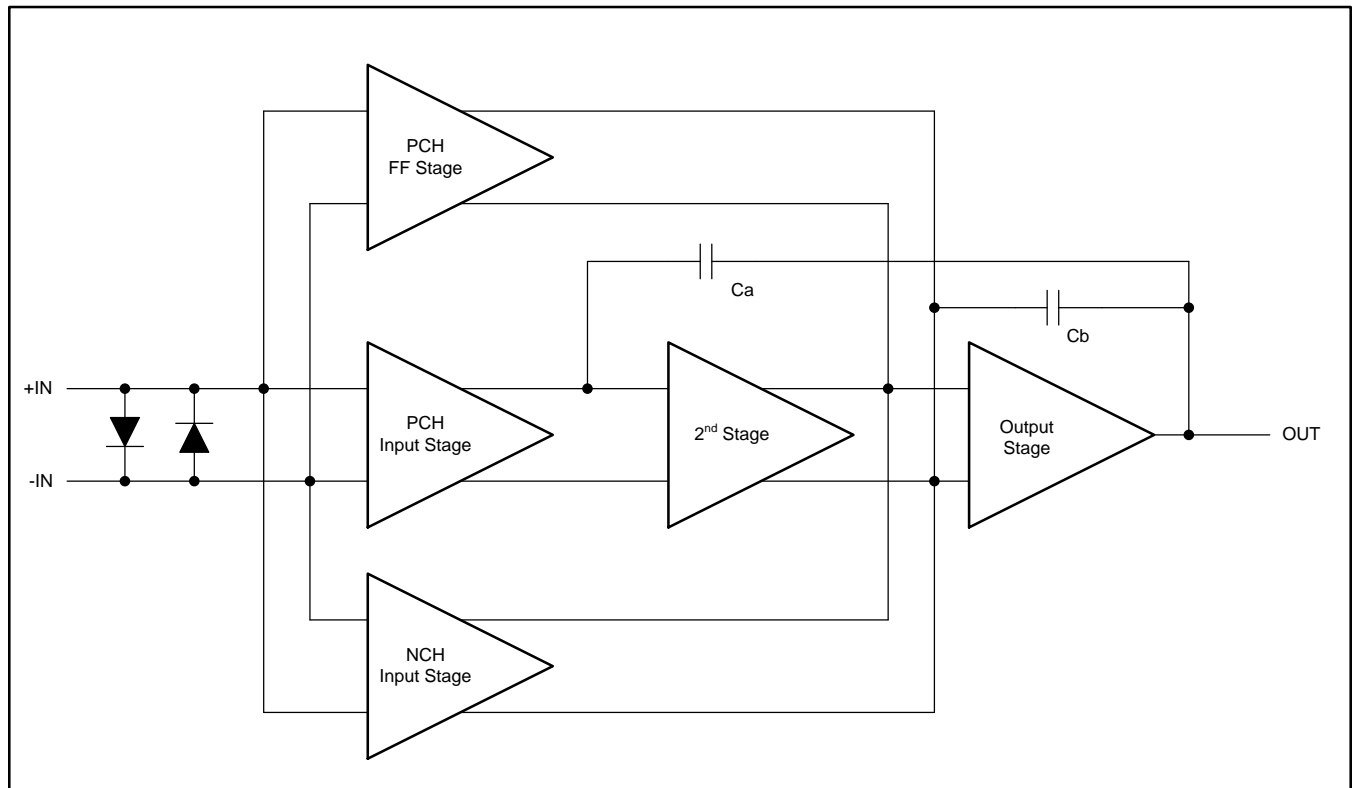 PCH
FF Stage
Ca
Cb
+IN
-IN
PCH
Input Stage
2nd Stage
Output
Stage
OUT
NCH
Input Stage